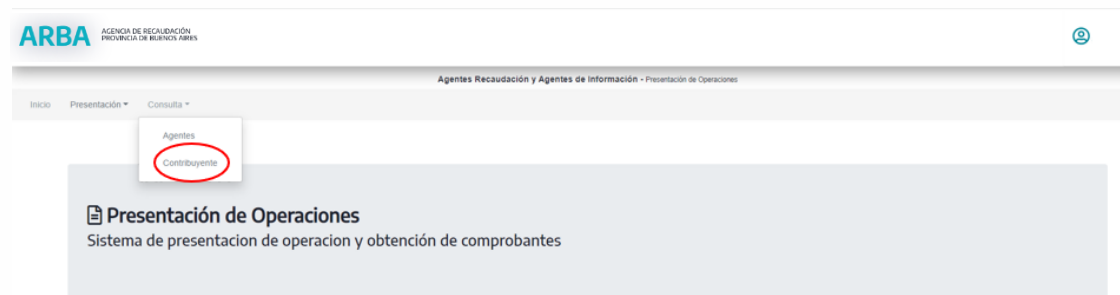 ARBA AGENCIA DE RECAUDACIÓN
PROVINCIA DE BUENOS AIRES
Agentes Recaudación y Agentes de Información - Presentación de Operaciones
Inicio Presentación Consulta
Agentes
Contribuyente
Presentación de Operaciones
Sistema de presentacion de operacion y obtención de comprobantes